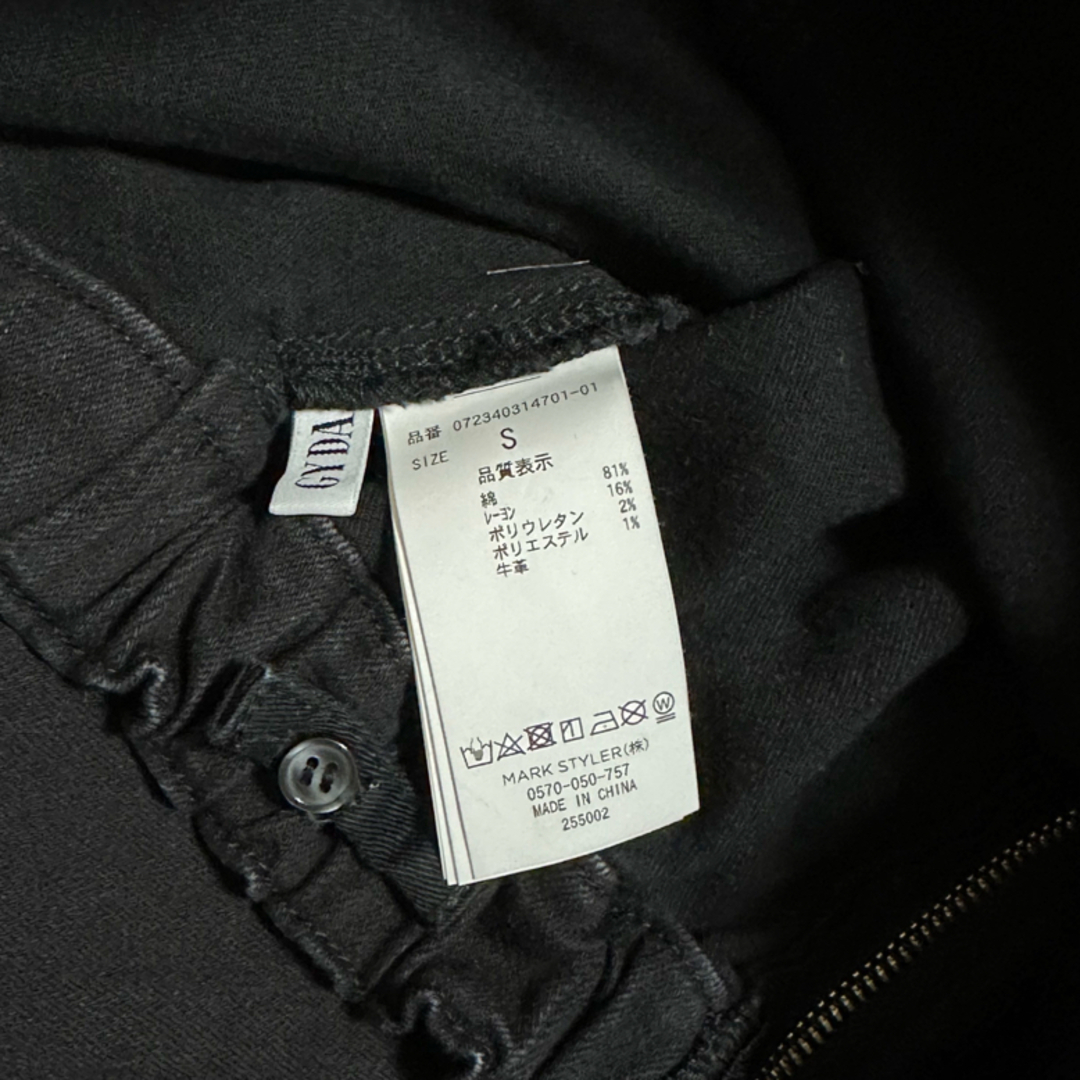 GYDA
品番 072340314701-01
SIZE S
品質表示
綿 81%
レーヨン 16%
ポリウレタン 2%
ポリエステル 1%
牛革
W
MARK STYLER(株)
0570-050-757
MADE IN CHINA
255002